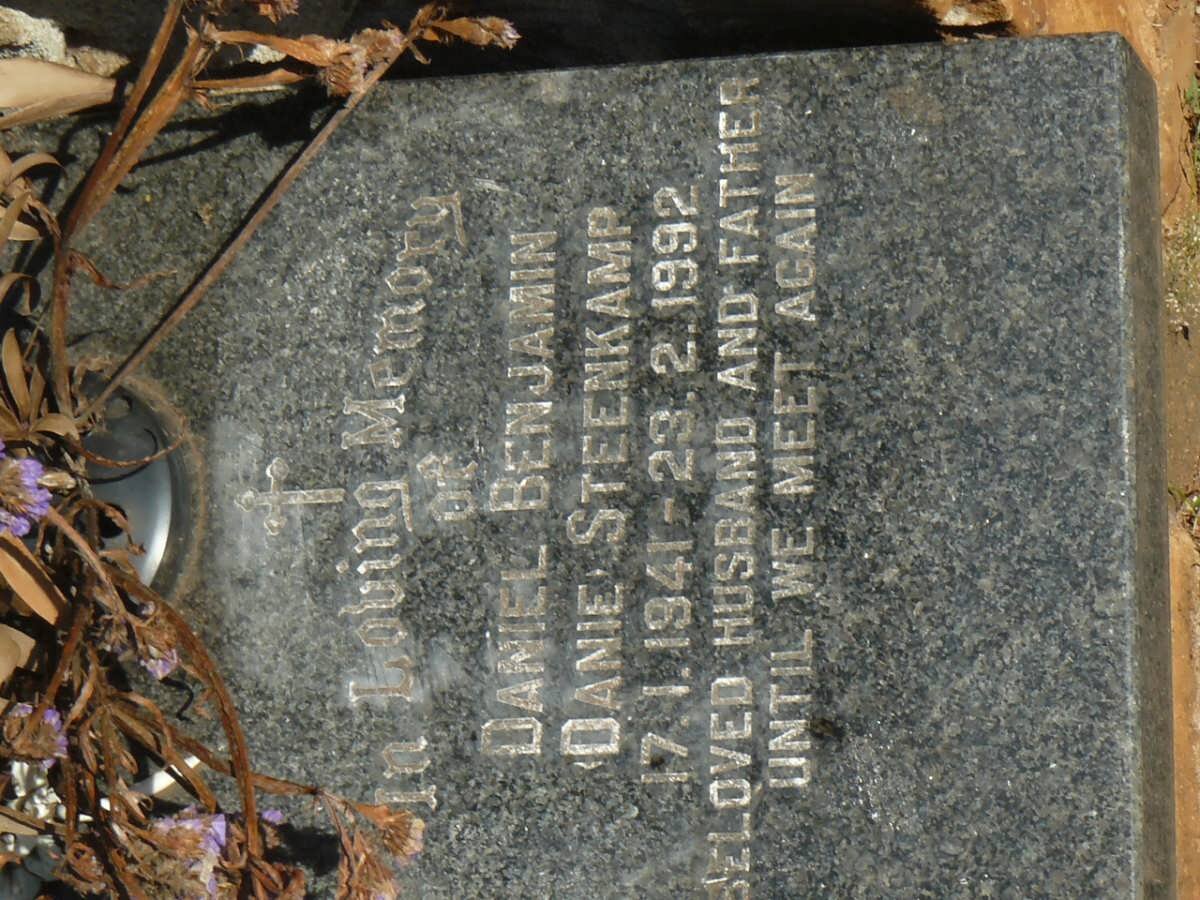 In Loving Memory
of
DANIEL BENJAMIN
'DANIE' STEENKAMP
17.1.1941-23.2.1992
BELOVED HUSBAND AND FATHER
UNTIL WE MEET AGAIN